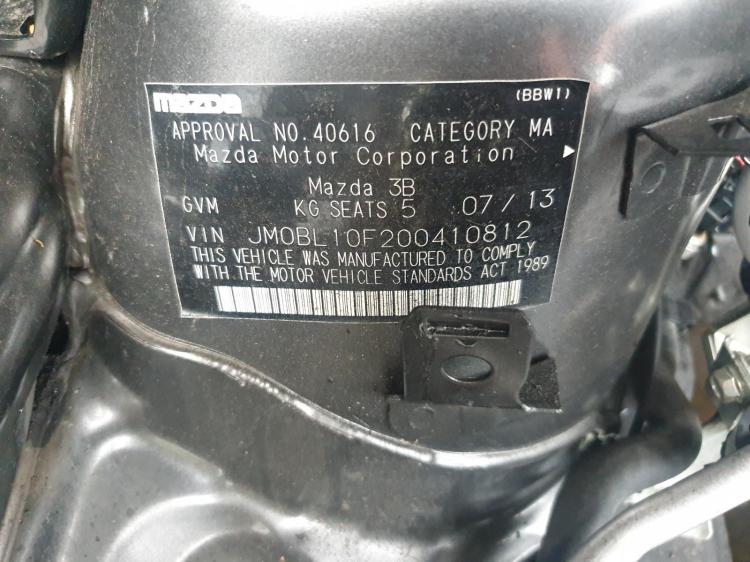 mazda (BBW1)
APPROVAL NO.40616 CATEGORY MA
Mazda Motor Corporation
Mazda 3B
GVM KG SEATS 5 07 / 13
VIN JM0BL10F200410812
THIS VEHICLE WAS MANUFACTURED TO COMPLY
WITH THE MOTOR VEHICLE STANDARDS ACT 1989